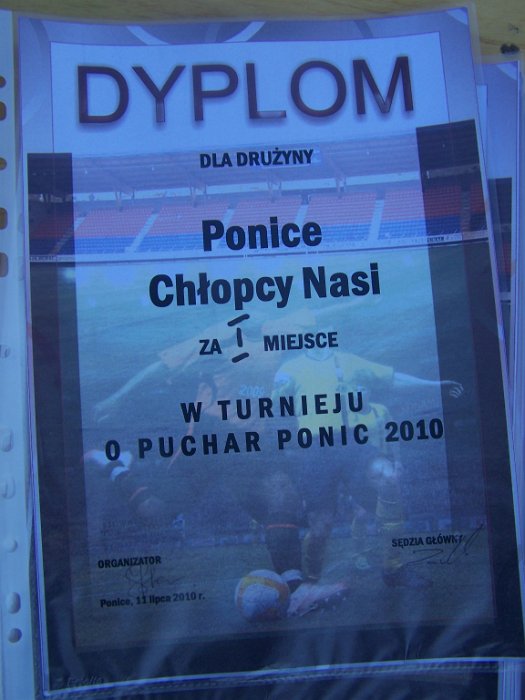 DYPLOM
DLA DRUŻYNY
Ponice
Chłopcy Nasi
ZA I MIEJSCE
W TURNIEJU
O PUCHAR PONIC 2010
ORGANIZATOR
SĘDZIA GŁÓWNY
Ponice, 11 lipca 2010 r.